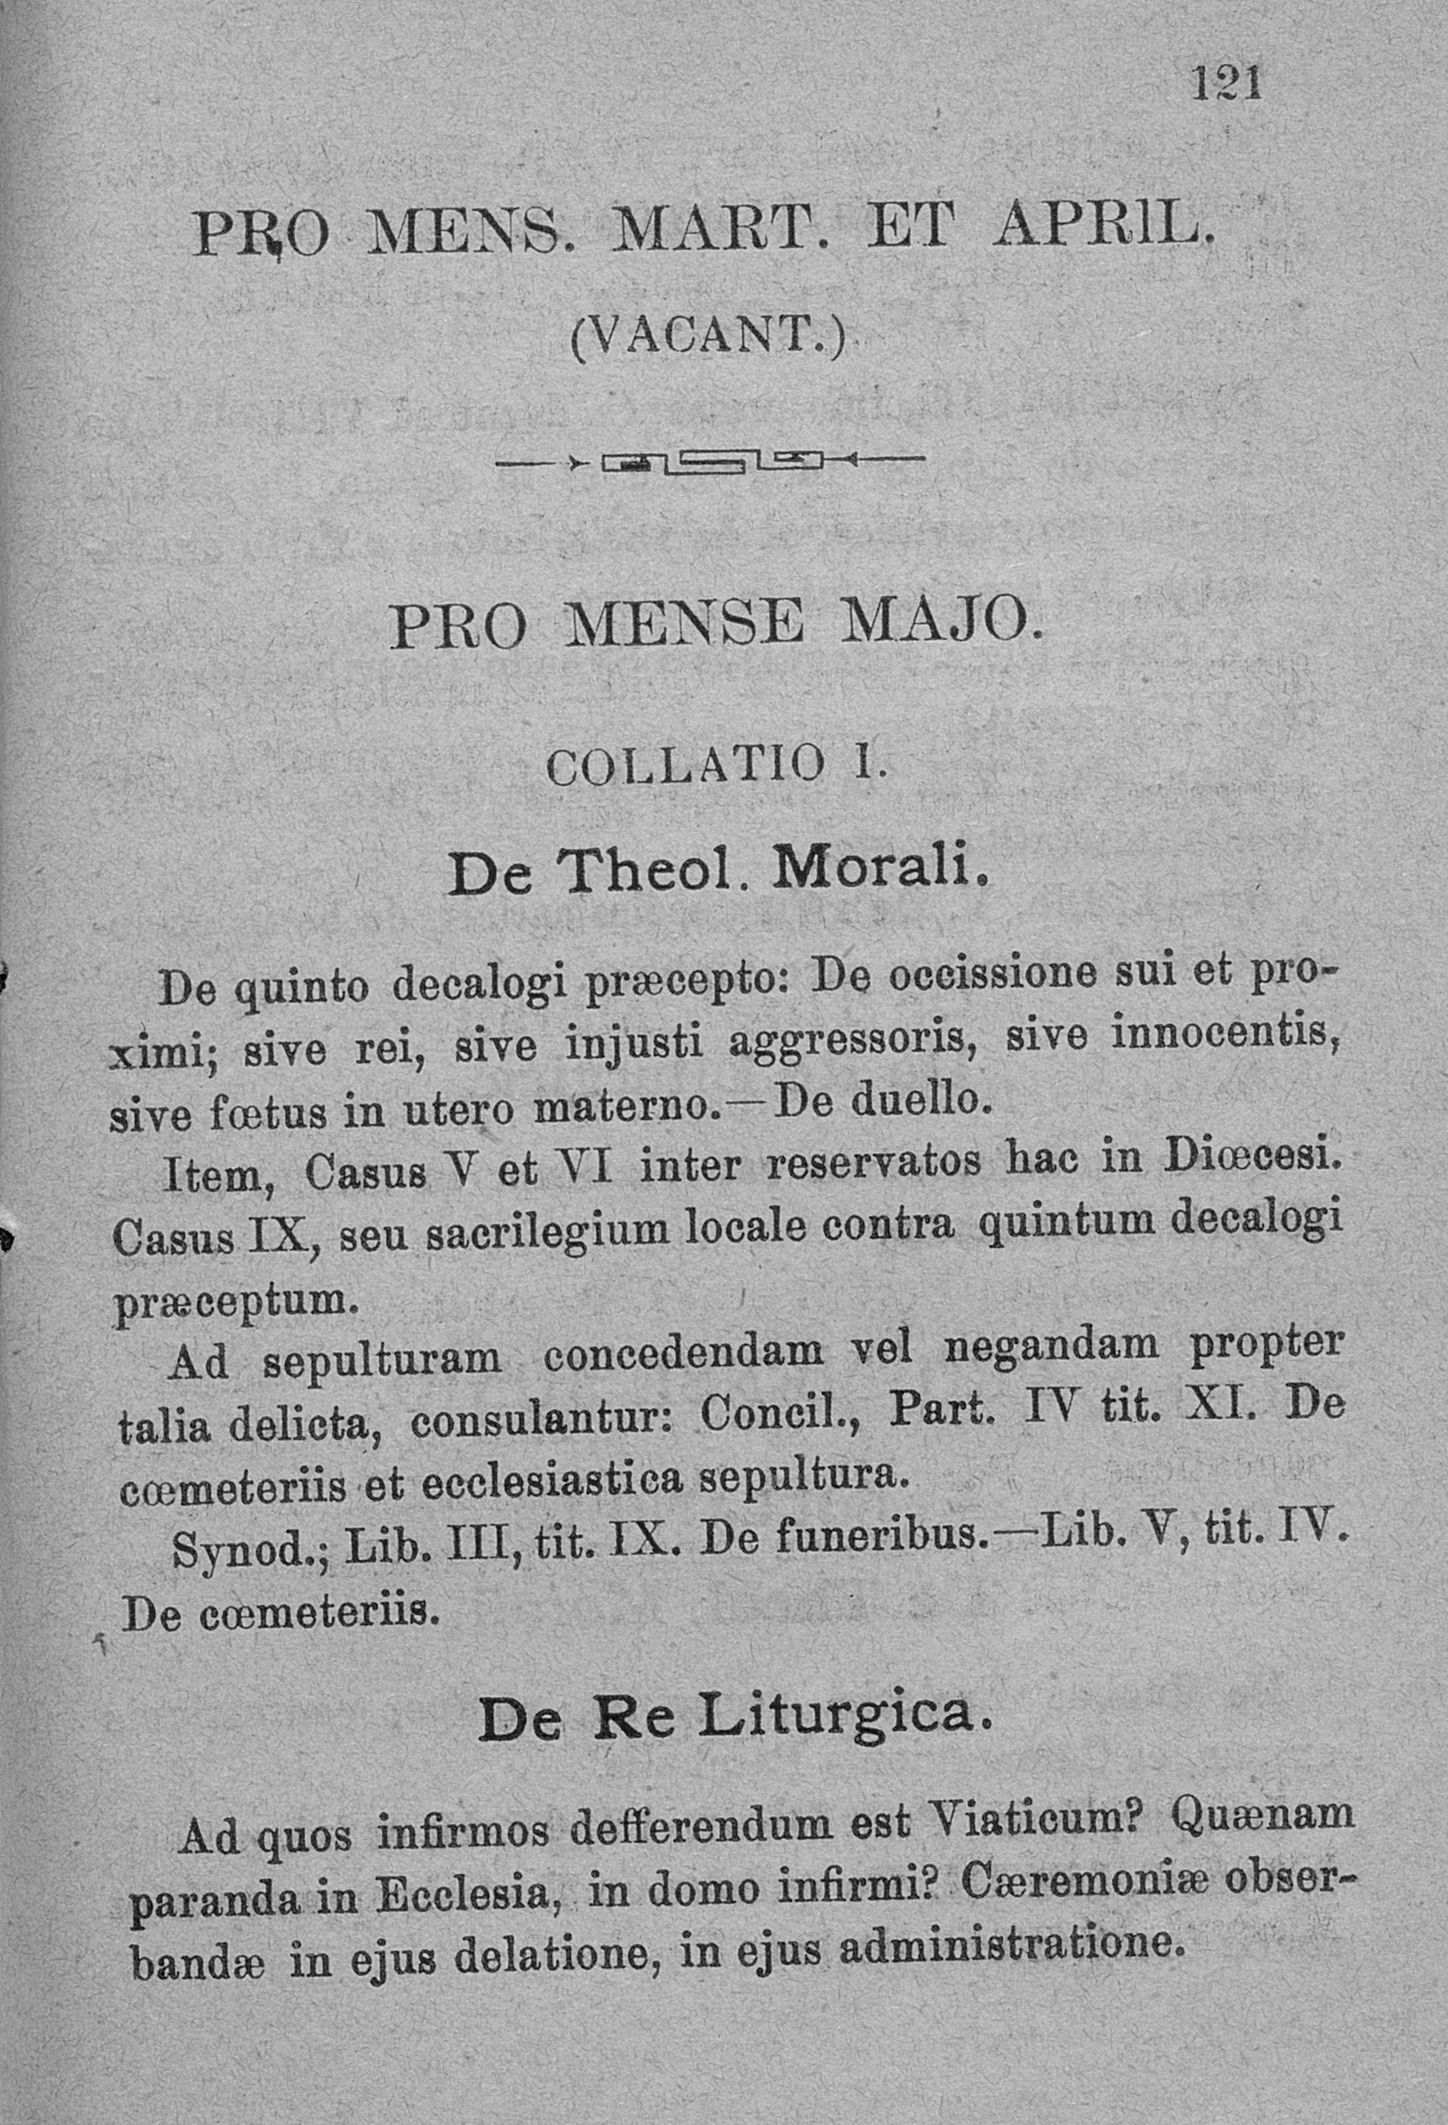 121
PRO MENS. MART. ET APRIL.
(VACANT.)
PRO MENSE MAJO.
COLLATIO I.
De Theol. Morali.
De quinto decalogi præcepto: De occissione sui et pro-
ximi; sive rei, sive injusti aggressoris, sive innocentis,
sive fœtus in utero materno.—De duello.
Item, Casus V et VI inter reservatos hac in Diœcesi.
Casus IX, seu sacrilegium locale contra quintum decalogi
præceptum.
Ad sepulturam concedendam vel negandam propter
talia delicta, consulantur: Concil., Part. IV tit. XI. De
cœmeteriis et ecclesiastica sepultura.
Synod.; Lib. III, tit. IX. De funeribus.—Lib. V, tit. IV.
De cœmeteriis.
De Re Liturgica.
Ad quos infirmos defferendum est Viaticum? Quænam
paranda in Ecclesia, in domo infirmi? Cæremoniæ obser-
bandæ in ejus delatione, in ejus administratione.